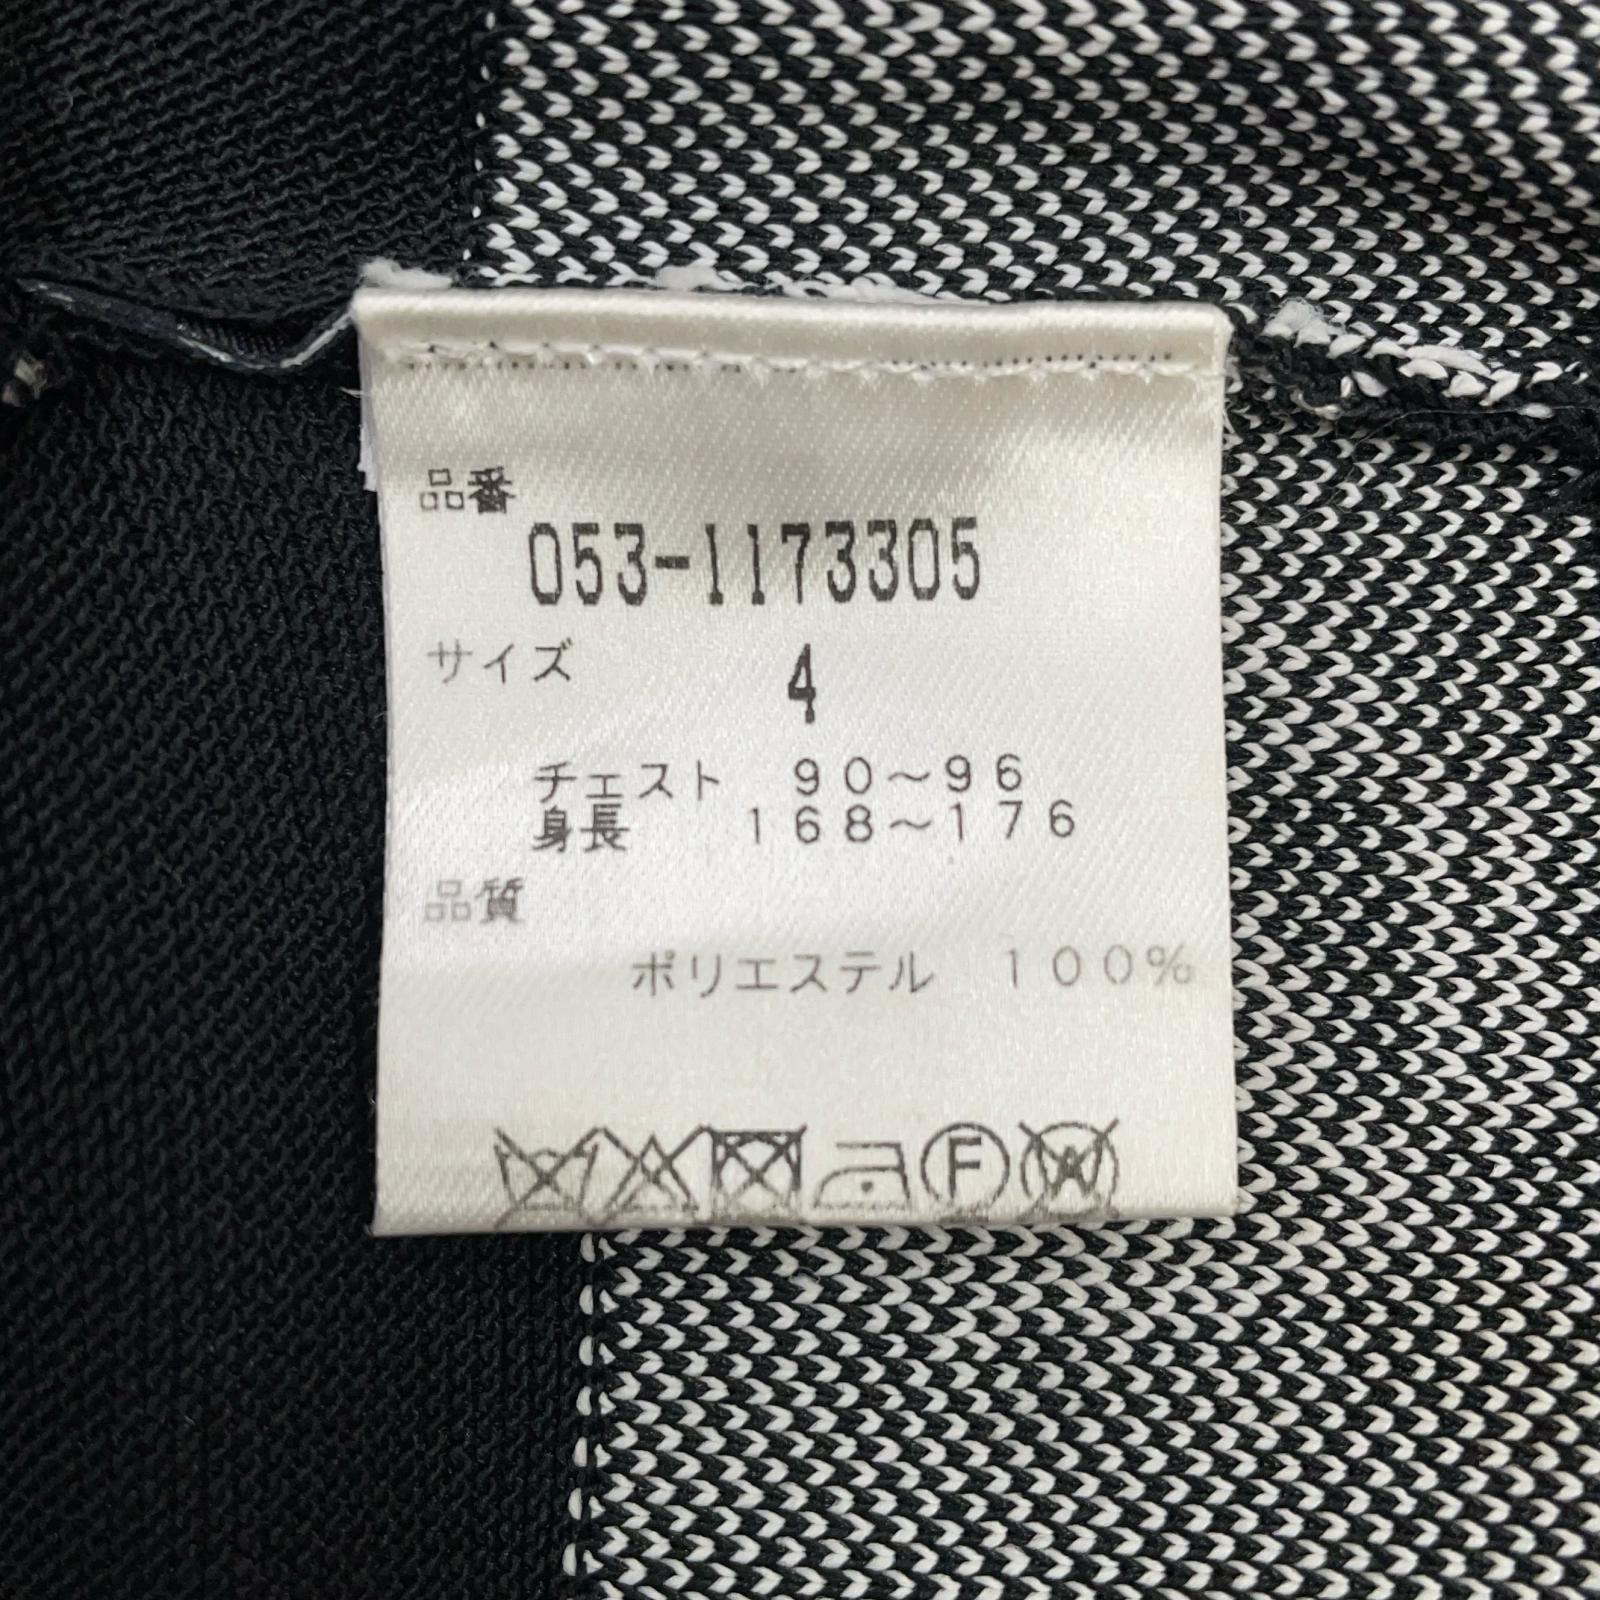 品番
053-1173305
サイズ 4
チェスト 90～96
身長 168～176
品質
ポリエステル 100%
F W